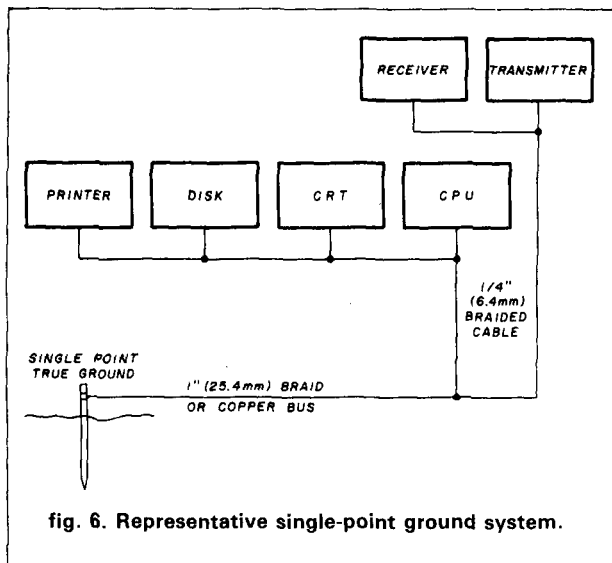 RECEIVER
TRANSMITTER
PRINTER
DISK
CRT
CPU
1/4"
(6.4mm)
BRAIDED
CABLE
SINGLE POINT
TRUE GROUND
1" (25.4mm) BRAID
OR COPPER BUS
fig. 6. Representative single-point ground system.